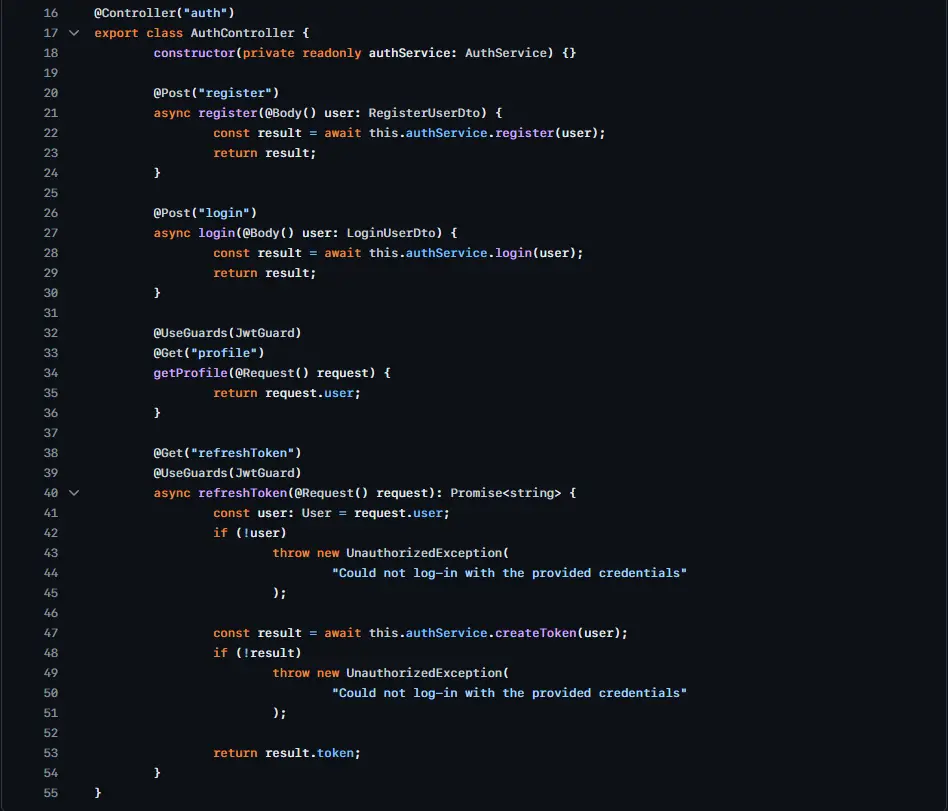 16 @Controller("auth")
17 export class AuthController {
18 constructor(private readonly authService: AuthService) {}
19
20 @Post("register")
21 async register(@Body() user: RegisterUserDto) {
22 const result = await this.authService.register(user);
23 return result;
24 }
25
26 @Post("login")
27 async login(@Body() user: LoginUserDto) {
28 const result = await this.authService.login(user);
29 return result;
30 }
31
32 @UseGuards(JwtGuard)
33 @Get("profile")
34 getProfile(@Request() request) {
35 return request.user;
36 }
37
38 @Get("refreshToken")
39 @UseGuards(JwtGuard)
40 async refreshToken(@Request() request): Promise<string> {
41 const user: User = request.user;
42 if (!user)
43 throw new UnauthorizedException(
44 "Could not log-in with the provided credentials"
45 );
46
47 const result = await this.authService.createToken(user);
48 if (!result)
49 throw new UnauthorizedException(
50 "Could not log-in with the provided credentials"
51 );
52
53 return result.token;
54 }
55 }